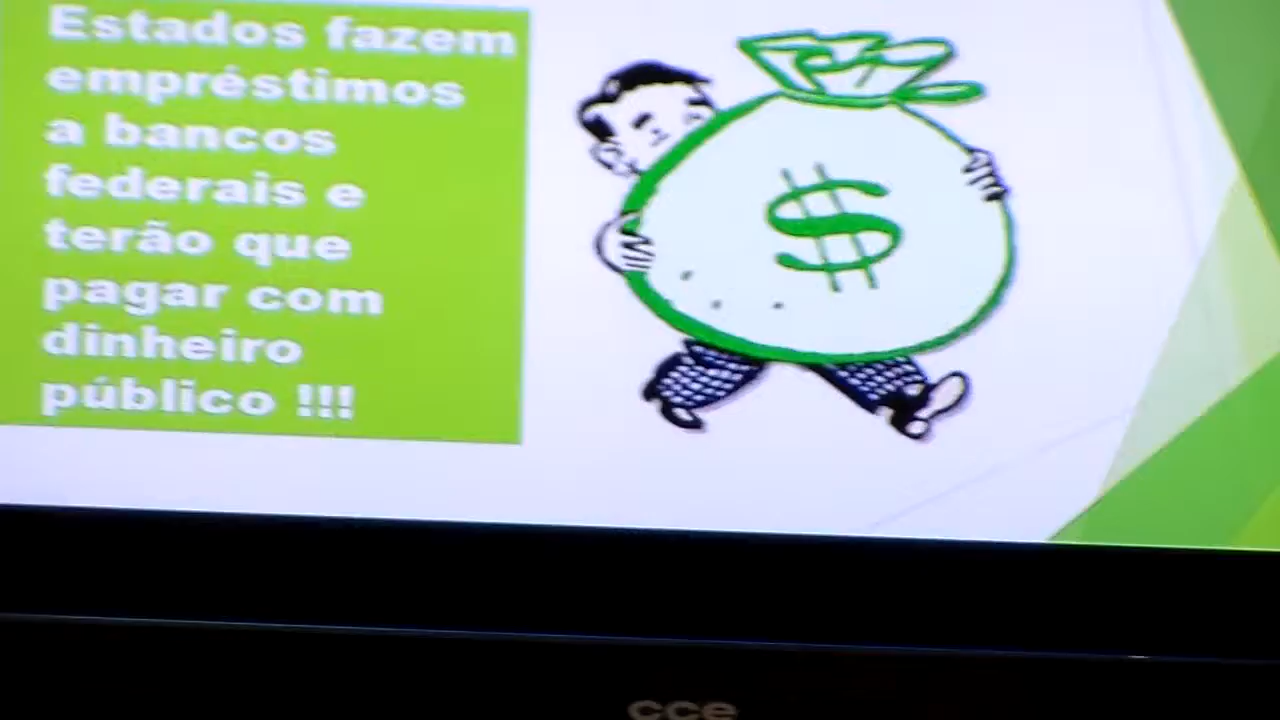 Estados fazem
empréstimos
a bancos
federais e
terão que
pagar com
dinheiro
público !!!
$
cce